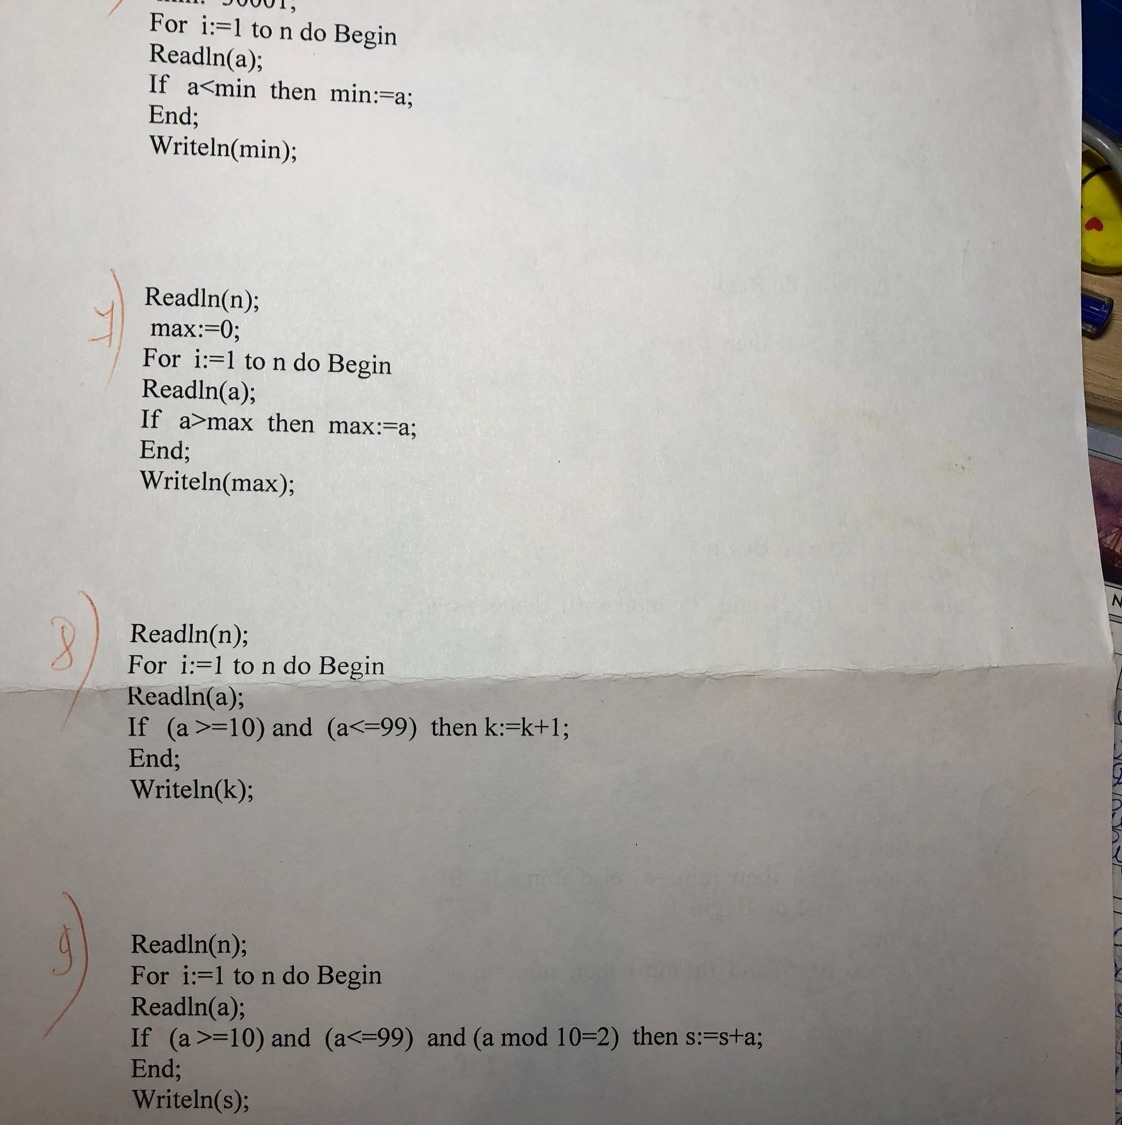 For i:=1 to n do Begin
Readln(a);
If a<min then min:=a;
End;
Writeln(min);
7)
Readln(n);
max:=0;
For i:=1 to n do Begin
Readln(a);
If a>max then max:=a;
End;
Writeln(max);
8)
Readln(n);
For i:=1 to n do Begin
Readln(a);
If (a >=10) and (a<=99) then k:=k+1;
End;
Writeln(k);
9)
Readln(n);
For i:=1 to n do Begin
Readln(a);
If (a >=10) and (a<=99) and (a mod 10=2) then s:=s+a;
End;
Writeln(s);